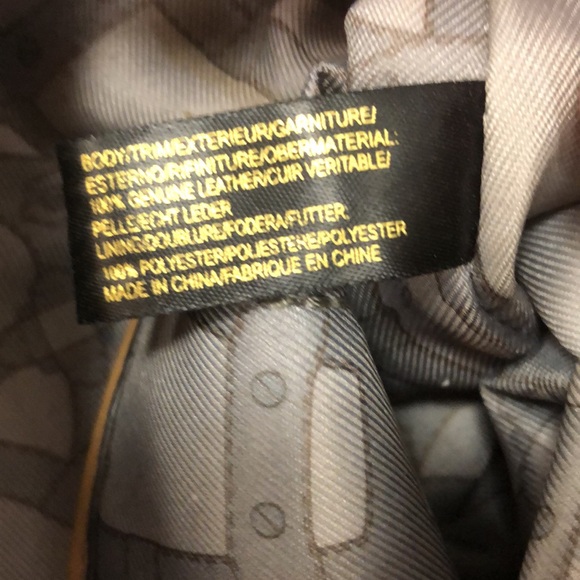 BODY/TRIM/EXTERIEUR/GARNITURE/
ESTERNO/RIFINITURE/OBERMATERIAL:
100% GENUINE LEATHER/CUIR VERITABLE/
PELLE/ECHT LEDER
LINING/DOUBLURE/FODERA/FUTTER:
100% POLYESTER/POLIESTERE/POLYESTER
MADE IN CHINA/FABRIQUE EN CHINE